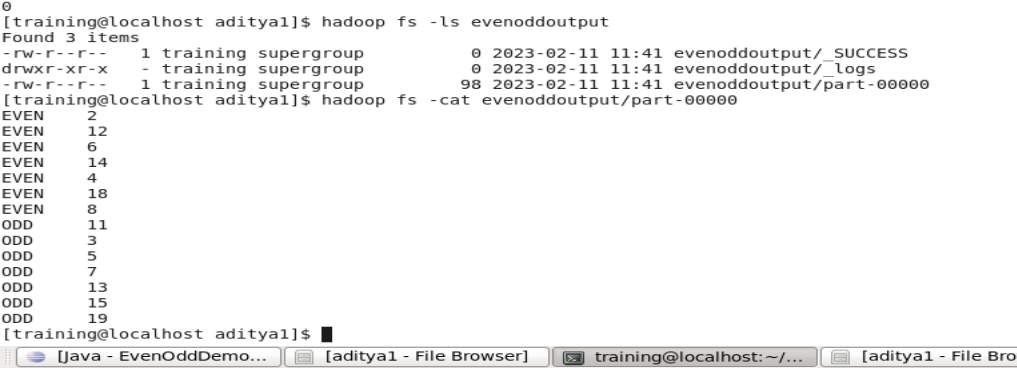 0
[training@localhost aditya1]$ hadoop fs -ls evenoddoutput
Found 3 items
-rw-r--r--   1 training supergroup          0 2023-02-11 11:41 evenoddoutput/_SUCCESS
drwxr-xr-x   - training supergroup          0 2023-02-11 11:41 evenoddoutput/_logs
-rw-r--r--   1 training supergroup         98 2023-02-11 11:41 evenoddoutput/part-00000
[training@localhost aditya1]$ hadoop fs -cat evenoddoutput/part-00000
EVEN    2
EVEN    12
EVEN    6
EVEN    14
EVEN    4
EVEN    18
EVEN    8
ODD     11
ODD     3
ODD     5
ODD     7
ODD     13
ODD     15
ODD     19
[training@localhost aditya1]$
[Java - EvenOddDemo... [aditya1 - File Browser] training@localhost:~/... [aditya1 - File Bro